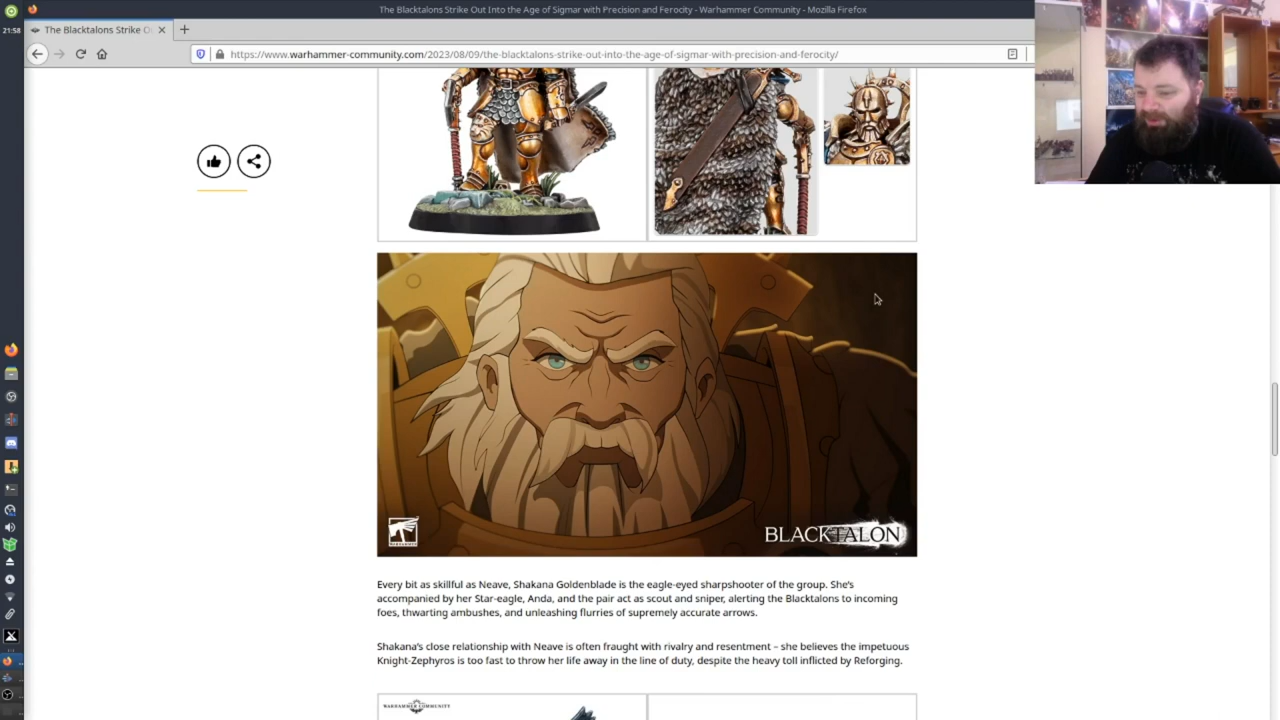 The Blacktalons Strike Out Into the Age of Sigmar with Precision and Ferocity - Warhammer Community - Mozilla Firefox
21:58
The Blacktalons Strike O
https://www.warhammer-community.com/2023/08/09/the-blacktalons-strike-out-into-the-age-of-sigmar-with-precision-and-ferocity/
WARHAMMER
BLACKTALON
Every bit as skillful as Neave, Shakana Goldenblade is the eagle-eyed sharpshooter of the group. She's
accompanied by her Star-eagle, Anda, and the pair act as scout and sniper, alerting the Blacktalons to incoming
foes, thwarting ambushes, and unleashing flurries of supremely accurate arrows.
Shakana's close relationship with Neave is often fraught with rivalry and resentment – she believes the impetuous
Knight-Zephyros is too fast to throw her life away in the line of duty, despite the heavy toll inflicted by Reforging.
WARHAMMER COMMUNITY